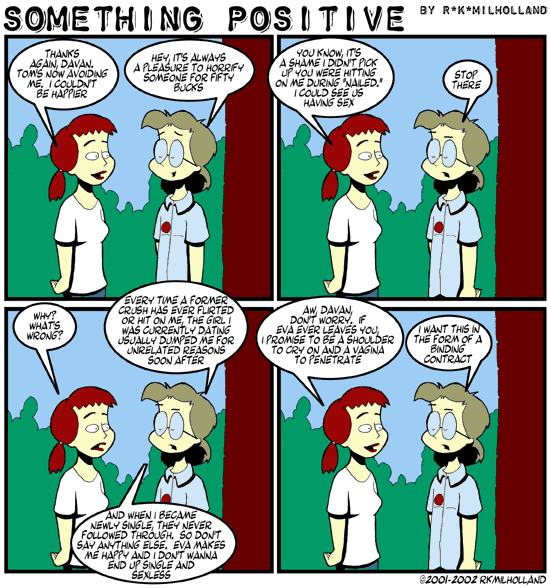 SOMETHING POSITIVE BY R*K*MILHOLLAND
THANKS
AGAIN, DAVAN.
TOM'S NOW AVOIDING
ME. I COULDN'T
BE HAPPIER
HEY, IT'S ALWAYS
A PLEASURE TO HORRIFY
SOMEONE FOR FIFTY
BUCKS
YOU KNOW, IT'S
A SHAME I DIDN'T PICK
UP YOU WERE HITTING
ON ME DURING "NAILED."
I COULD SEE US
HAVING SEX
STOP
THERE
WHY?
WHAT'S
WRONG?
EVERY TIME A FORMER
CRUSH HAS EVER FLIRTED
OR HIT ON ME, THE GIRL I
WAS CURRENTLY DATING
USUALLY DUMPED ME FOR
UNRELATED REASONS
SOON AFTER
AND WHEN I BECAME
NEWLY SINGLE, THEY NEVER
FOLLOWED THROUGH. SO DON'T
SAY ANYTHING ELSE. EVA MAKES
ME HAPPY AND I DON'T WANNA
END UP SINGLE AND
SEXLESS
AW, DAVAN,
DON'T WORRY. IF
EVA EVER LEAVES YOU,
I PROMISE TO BE A SHOULDER
TO CRY ON AND A VAGINA
TO PENETRATE
I WANT THIS IN
THE FORM OF A
BINDING
CONTRACT
©2001-2002 RKMILHOLLAND